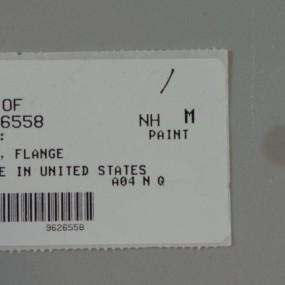 OF
6558 NH M
: PAINT
, FLANGE
E IN UNITED STATES
A04 N Q
9626558